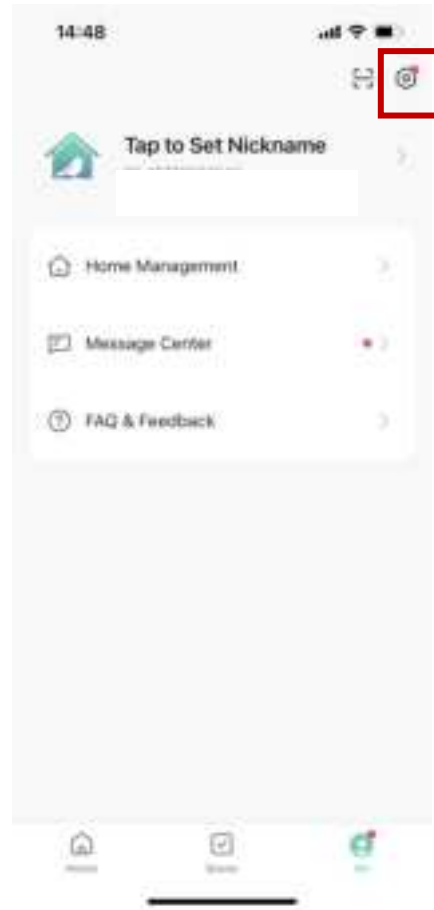 14:48
Tap to Set Nickname
Home Management
Message Center
FAQ & Feedback